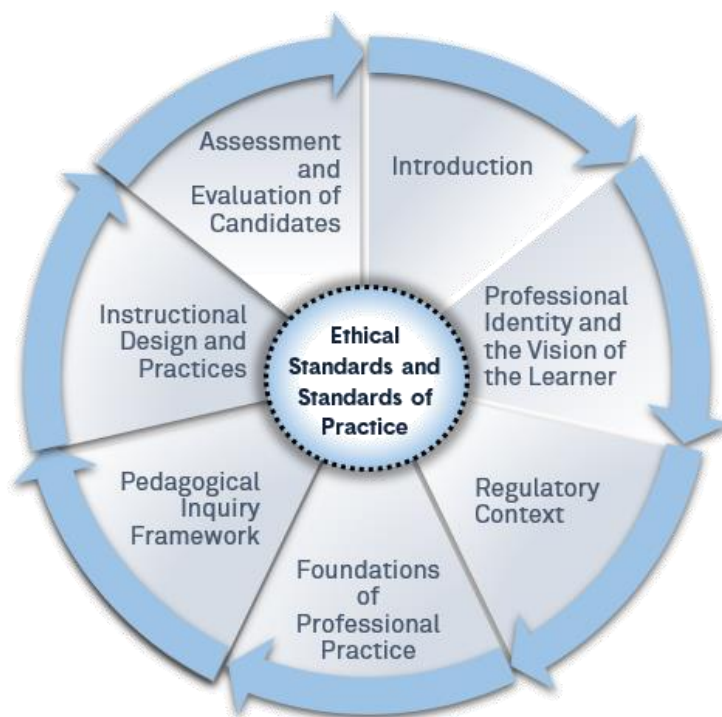 Introduction
Professional
Identity and
the Vision of
the Learner
Regulatory
Context
Foundations
of
Professional
Practice
Pedagogical
Inquiry
Framework
Instructional
Design and
Practices
Assessment
and
Evaluation of
Candidates
Ethical
Standards and
Standards of
Practice